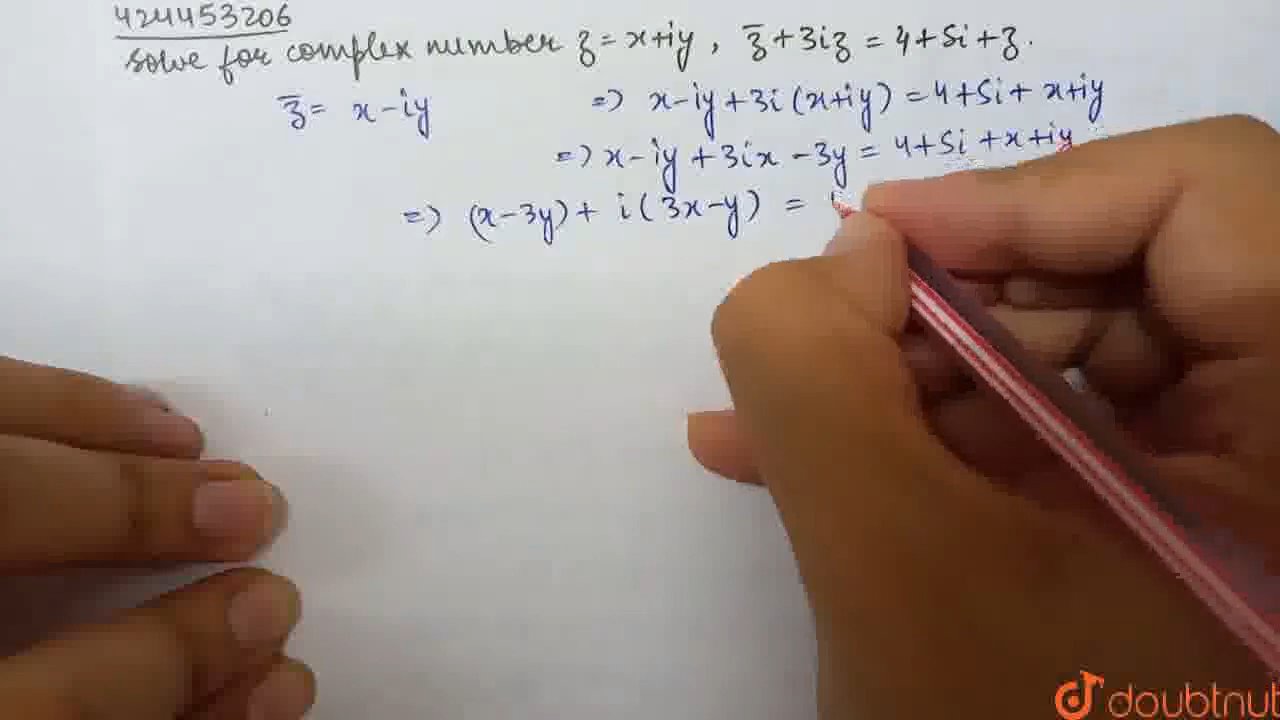 424453206
solve for complex number z = x+iy, z̄ + 3iz = 4+5i+z.
z̄ = x-iy ⇒ x-iy+3i(x+iy) = 4+5i+x+iy
⇒ x-iy+3ix-3y = 4+5i+x+iy
⇒ (x-3y)+ i(3x-y) =
doubtnut